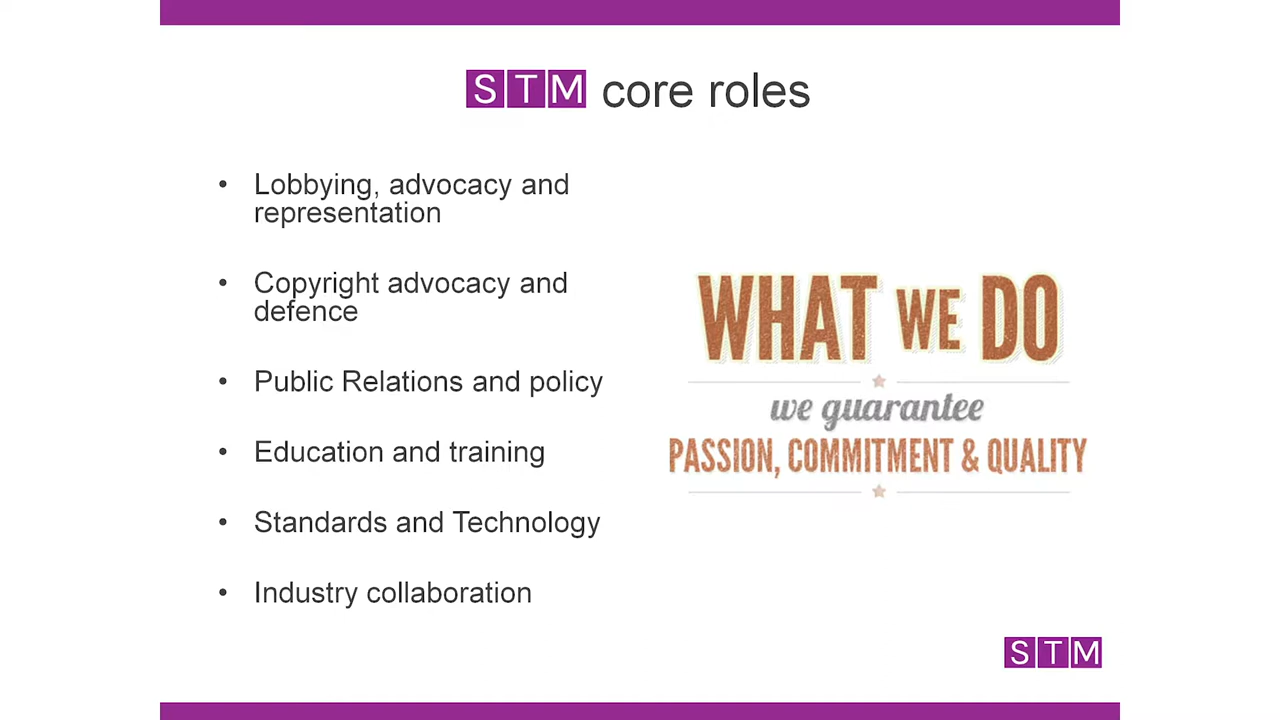 STM core roles
• Lobbying, advocacy and
representation
• Copyright advocacy and
defence
• Public Relations and policy
• Education and training
• Standards and Technology
• Industry collaboration
WHAT WE DO
we guarantee
PASSION, COMMITMENT & QUALITY
STM